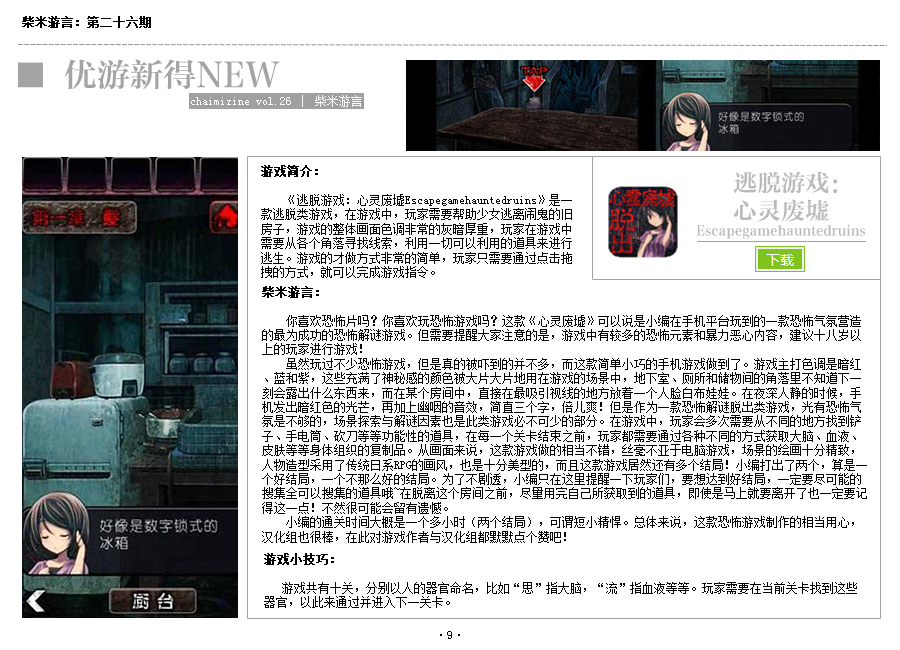 柴米游言：第二十六期
优游新得NEW
chaimizine vol.26 | 柴米游言
好像是数字锁式的
冰箱
游戏简介：
《逃脱游戏：心灵废墟Escapegamehauntedruins》是一
款逃脱类游戏，在游戏中，玩家需要帮助少女逃离闹鬼的旧
房子，游戏的整体画面色调非常的灰暗厚重，玩家在游戏中
需要从各个角落寻找线索，利用一切可以利用的道具来进行
逃生。游戏的才做方式非常的简单，玩家只需要通过点击拖
拽的方式，就可以完成游戏指令。
心靈廃墟
脱出
逃脱游戏：
心灵废墟
Escapegamehauntedruins
下载
柴米游言：
你喜欢恐怖片吗？你喜欢玩恐怖游戏吗？这款《心灵废墟》可以说是小编在手机平台玩到的一款恐怖气氛营造
的最为成功的恐怖解谜游戏。但需要提醒大家注意的是，游戏中有较多的恐怖元素和暴力恶心内容，建议十八岁以
上的玩家进行游戏！
虽然玩过不少恐怖游戏，但是真的被吓到的并不多，而这款简单小巧的手机游戏做到了。游戏主打色调是暗红
、蓝和紫，这些充满了神秘感的颜色被大片大片地用在游戏的场景中，地下室、厕所和储物间的角落里不知道下一
刻会露出什么东西来，而在某个房间中，直接在最吸引视线的地方放着一个人脸白布娃娃。在夜深人静的时候，手
机发出暗红色的光芒，再加上幽咽的音效，简直三个字，倍儿爽！但是作为一款恐怖解谜脱出类游戏，光有恐怖气
氛是不够的，场景探索与解谜因素也是此类游戏必不可少的部分。在游戏中，玩家会多次需要从不同的地方找到铲
子、手电筒、砍刀等等功能性的道具，在每一个关卡结束之前，玩家都需要通过各种不同的方式获取大脑、血液、
皮肤等等身体组织的复制品。从画面来说，这款游戏做的相当不错，丝毫不亚于电脑游戏，场景的绘画十分精致，
人物造型采用了传统日系RPG的画风，也是十分美型的，而且这款游戏居然还有多个结局！小编打出了两个，算是一
个好结局，一个不那么好的结局。为了不剧透，小编只在这里提醒一下玩家们，要想达到好结局，一定要尽可能的
搜集全可以搜集的道具哦~在脱离这个房间之前，尽量用完自己所获取到的道具，即使是马上就要离开了也一定要记
得这一点！不然很可能会留有遗憾。
小编的通关时间大概是一个多小时（两个结局），可谓短小精悍。总体来说，这款恐怖游戏制作的相当用心，
汉化组也很棒，在此对游戏作者与汉化组都默默点个赞吧！
游戏小技巧：
游戏共有十关，分别以人的器官命名，比如“思”指大脑，“流”指血液等等。玩家需要在当前关卡找到这些
器官，以此来通过并进入下一关卡。
第一章
好像是数字锁式的
冰箱
厨台
·9·